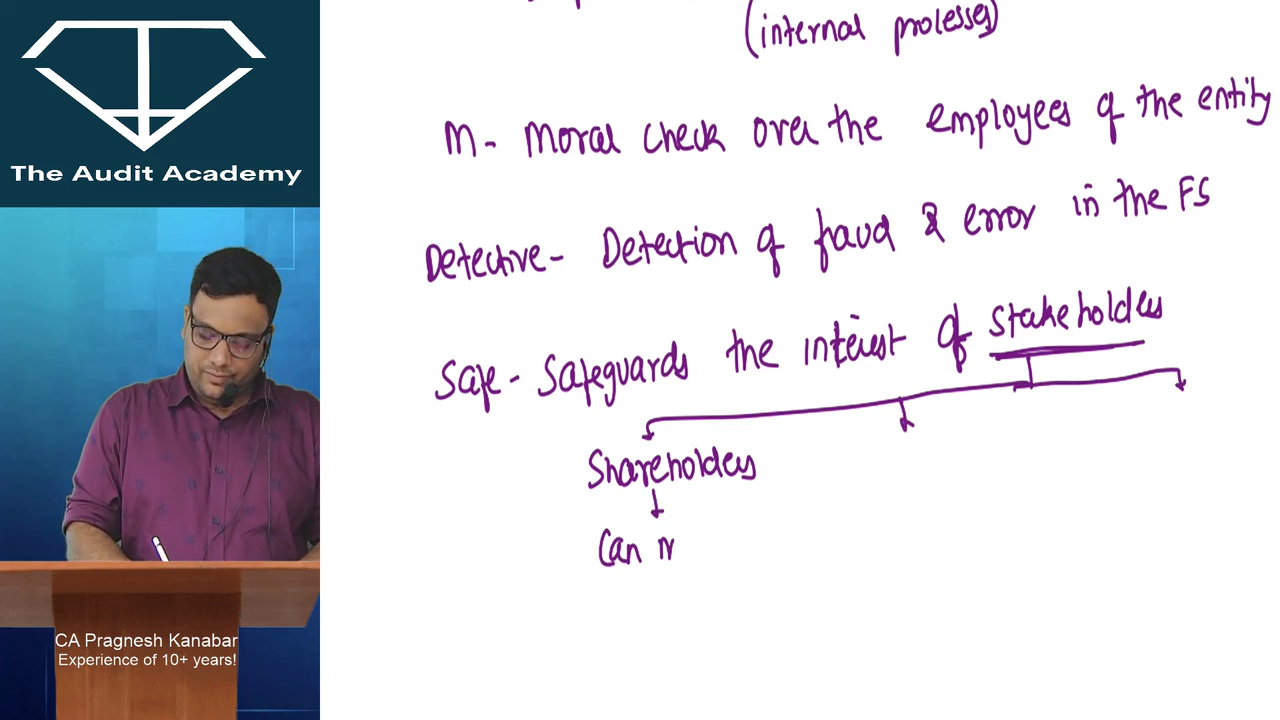 The Audit Academy
(internal processes)
M- Moral check over the employees of the entity
Detective- Detection of fraud & error in the FS
Safe- Safeguards the interest of stakeholders
Shareholders
Can
CA Pragnesh Kanabar
Experience of 10+ years!